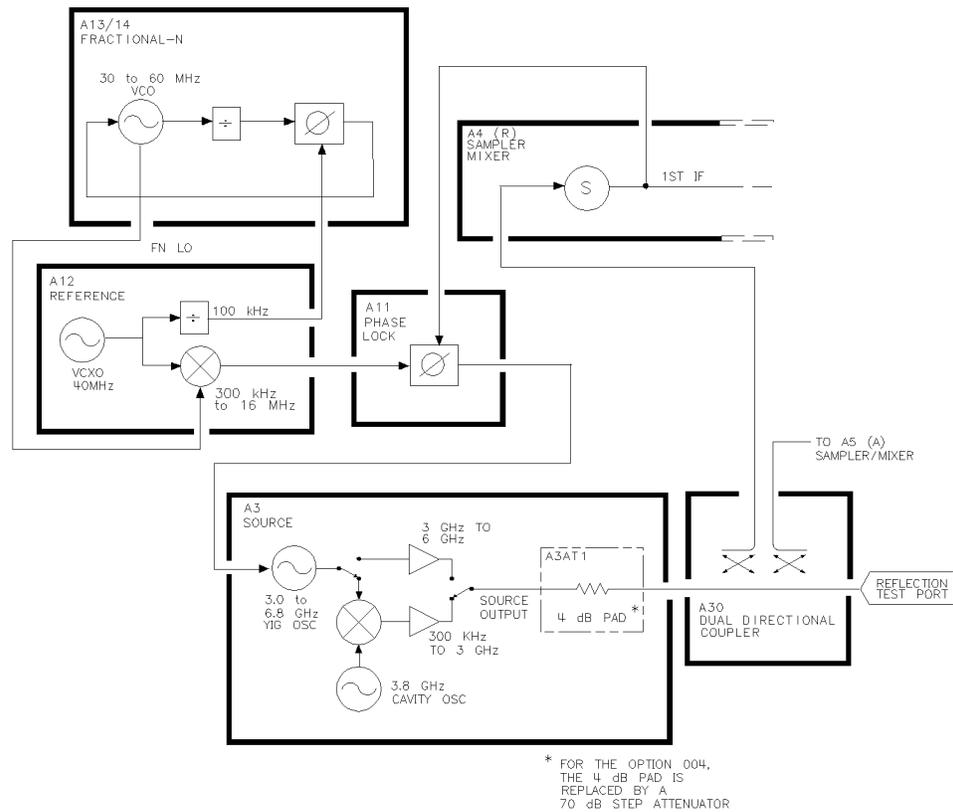 A13/14
FRACTIONAL-N
30 to 60 MHz
VCO
÷
A4 (R)
SAMPLER
MIXER
S
1ST IF
FN LO
A12
REFERENCE
÷
100 kHz
VCXO
40MHz
300 kHz
to 16 MHz
A11
PHASE
LOCK
TO A5 (A)
SAMPLER/MIXER
A3
SOURCE
3 GHz TO
6 GHz
A3AT1
3.0 to
6.8 GHz
YIG OSC
SOURCE
OUTPUT
4 dB PAD *
300 KHz
TO 3 GHz
3.8 GHz
CAVITY OSC
REFLECTION
TEST PORT
A30
DUAL DIRECTIONAL
COUPLER
* FOR THE OPTION 004,
THE 4 dB PAD IS
REPLACED BY A
70 dB STEP ATTENUATOR